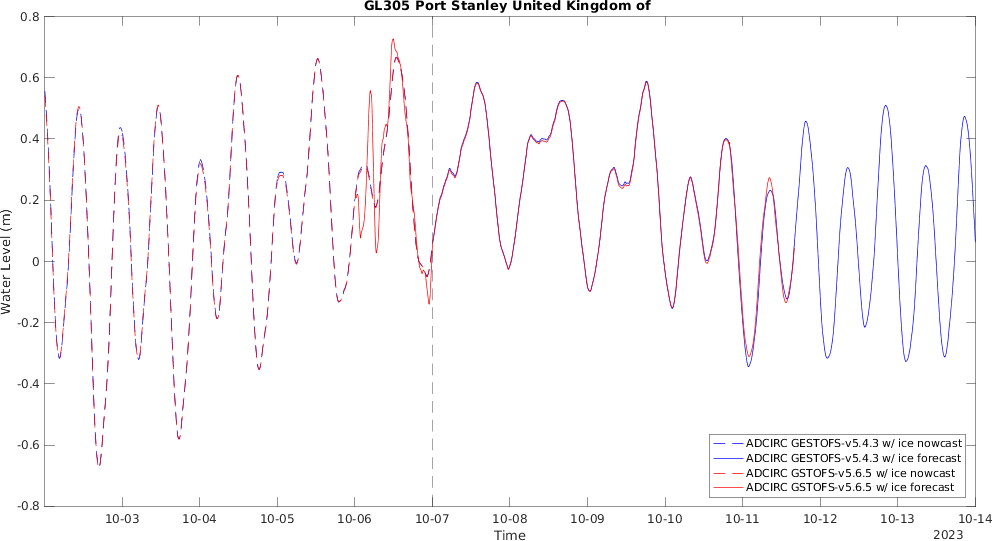 GL305 Port Stanley United Kingdom of
Water Level (m)
0.8
0.6
0.4
0.2
0
-0.2
-0.4
-0.6
-0.8
ADCIRC GESTOFS-v5.4.3 w/ ice nowcast
ADCIRC GESTOFS-v5.4.3 w/ ice forecast
ADCIRC GSTOFS-v5.6.5 w/ ice nowcast
ADCIRC GSTOFS-v5.6.5 w/ ice forecast
10-03 10-04 10-05 10-06 10-07 10-08 10-09 10-10 10-11 10-12 10-13 10-14
Time
2023